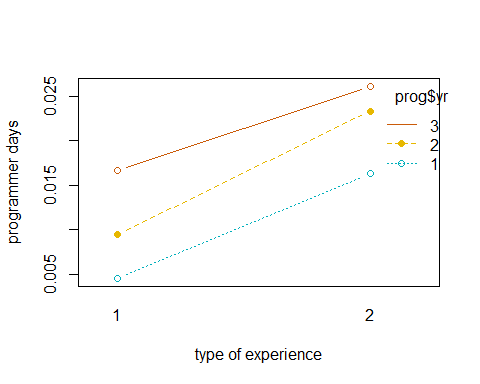 programmer days
0.025
0.015
0.005
prog$yr
3
2
1
1 2
type of experience